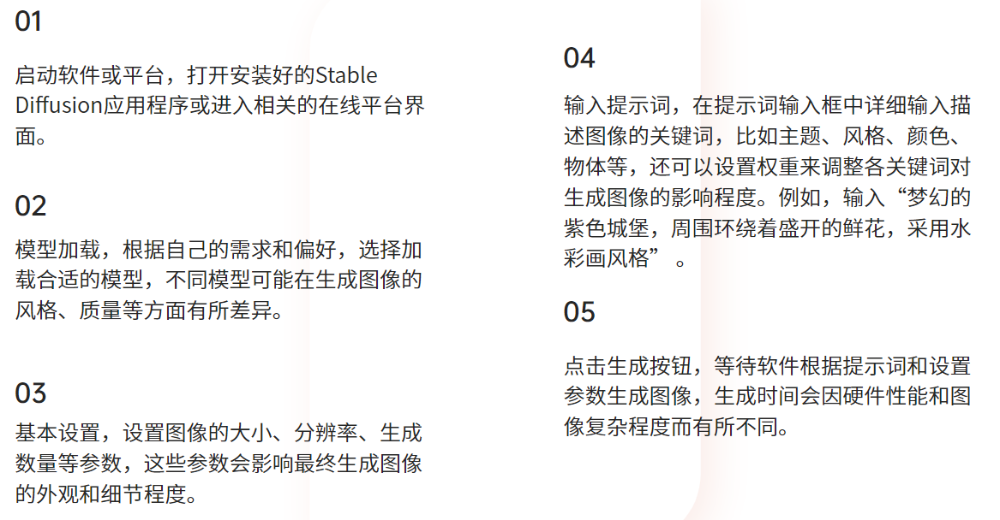 01
启动软件或平台，打开安装好的Stable
Diffusion应用程序或进入相关的在线平台界
面。
02
模型加载，根据自己的需求和偏好，选择加
载合适的模型，不同模型可能在生成图像的
风格、质量等方面有所差异。
03
基本设置，设置图像的大小、分辨率、生成
数量等参数，这些参数会影响最终生成图像
的外观和细节程度。
04
输入提示词，在提示词输入框中详细输入描
述图像的关键词，比如主题、风格、颜色、
物体等，还可以设置权重来调整各关键词对
生成图像的影响程度。例如，输入“梦幻的
紫色城堡，周围环绕着盛开的鲜花，采用水
彩画风格” 。
05
点击生成按钮，等待软件根据提示词和设置
参数生成图像，生成时间会因硬件性能和图
像复杂程度而有所不同。